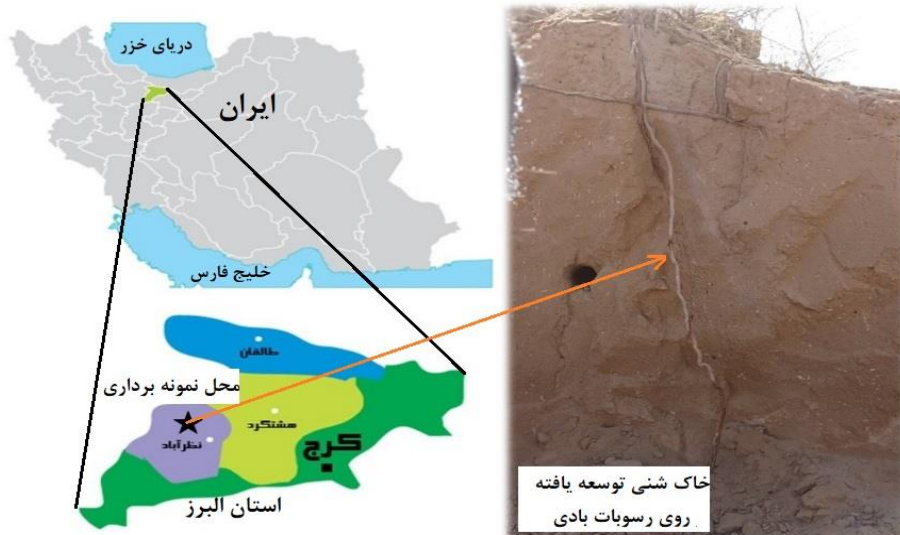 دریای خزر
ایران
خلیج فارس
طالقان
محل نمونه برداری
هشتگرد
نظرآباد
کرج
استان البرز
خاک شنی توسعه یافته
روی رسوبات بادی